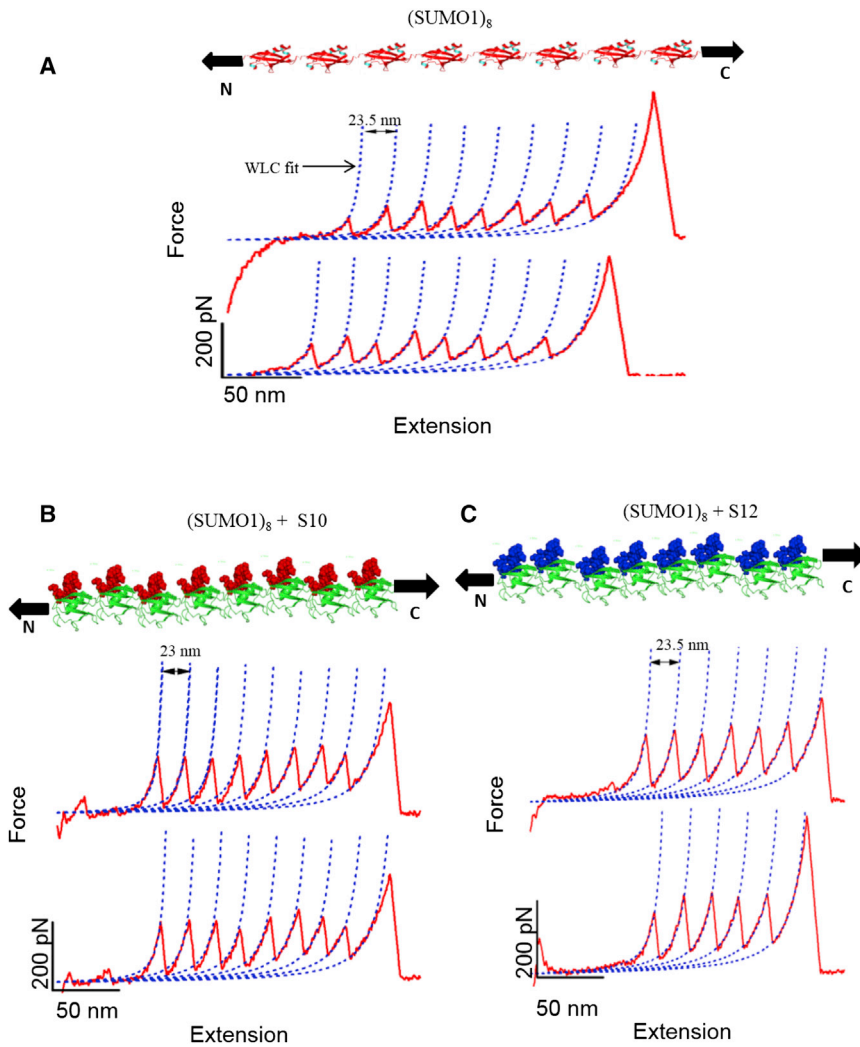 (SUMO1)8
A
N
C
23.5 nm
WLC fit
Force
200 pN
50 nm
Extension
B
(SUMO1)8 + S10
N
C
23 nm
Force
200 pN
50 nm
Extension
C
(SUMO1)8 + S12
N
C
23.5 nm
Force
200 pN
50 nm
Extension